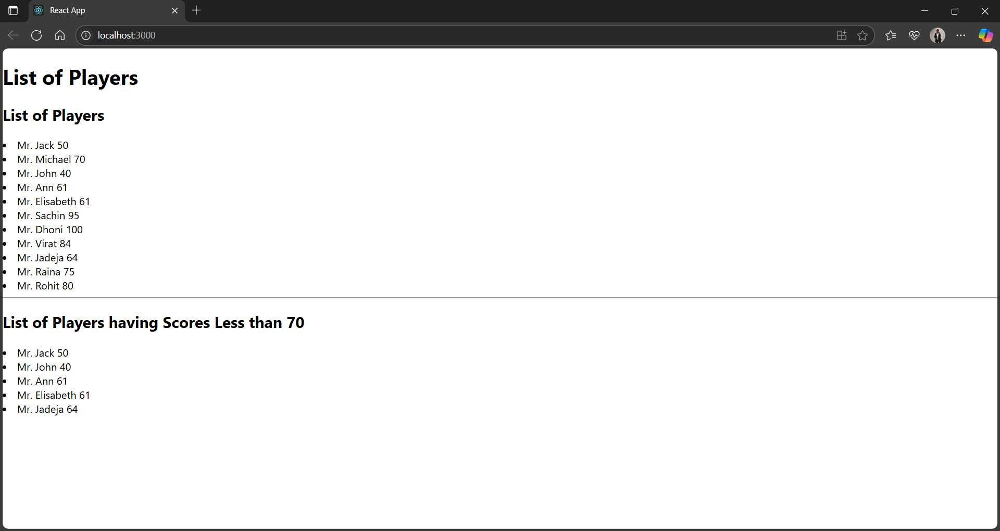 React App
localhost:3000
List of Players
List of Players
Mr. Jack 50
Mr. Michael 70
Mr. John 40
Mr. Ann 61
Mr. Elisabeth 61
Mr. Sachin 95
Mr. Dhoni 100
Mr. Virat 84
Mr. Jadeja 64
Mr. Raina 75
Mr. Rohit 80
List of Players having Scores Less than 70
Mr. Jack 50
Mr. John 40
Mr. Ann 61
Mr. Elisabeth 61
Mr. Jadeja 64